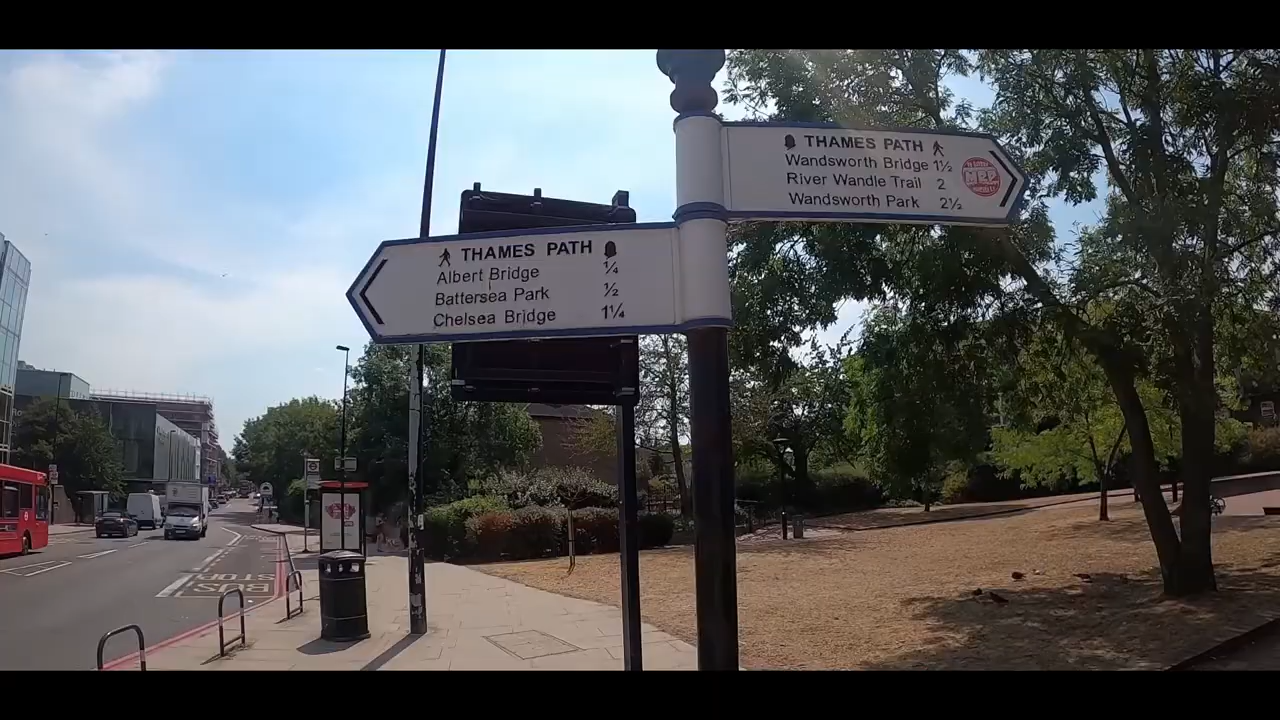 THAMES PATH
Wandsworth Bridge 1½
River Wandle Trail 2
Wandsworth Park 2½
THAMES PATH
Albert Bridge ¼
Battersea Park ½
Chelsea Bridge 1¼
BUS
STOP